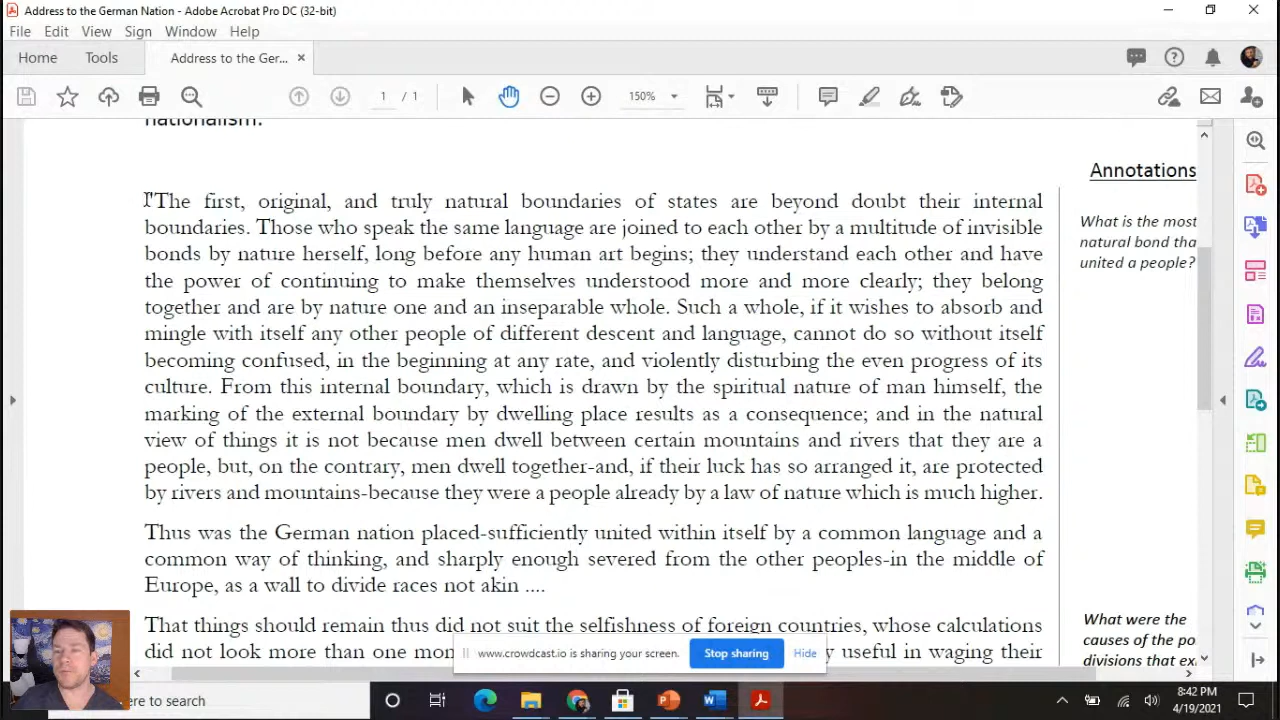 Address to the German Nation - Adobe Acrobat Pro DC (32-bit)
File Edit View Sign Window Help
Home Tools Address to the Ger... ×
1 / 1 150%
nationalism.
Annotations
"The first, original, and truly natural boundaries of states are beyond doubt their internal
boundaries. Those who speak the same language are joined to each other by a multitude of invisible
bonds by nature herself, long before any human art begins; they understand each other and have
the power of continuing to make themselves understood more and more clearly; they belong
together and are by nature one and an inseparable whole. Such a whole, if it wishes to absorb and
mingle with itself any other people of different descent and language, cannot do so without itself
becoming confused, in the beginning at any rate, and violently disturbing the even progress of its
culture. From this internal boundary, which is drawn by the spiritual nature of man himself, the
marking of the external boundary by dwelling place results as a consequence; and in the natural
view of things it is not because men dwell between certain mountains and rivers that they are a
people, but, on the contrary, men dwell together-and, if their luck has so arranged it, are protected
by rivers and mountains-because they were a people already by a law of nature which is much higher.
What is the most
natural bond tha
united a people?
Thus was the German nation placed-sufficiently united within itself by a common language and a
common way of thinking, and sharply enough severed from the other peoples-in the middle of
Europe, as a wall to divide races not akin ....
That things should remain thus did not suit the selfishness of foreign countries, whose calculations
did not look more than one mom y useful in waging their
What were the
causes of the po
divisions that ex
www.crowdcast.io is sharing your screen. Stop sharing Hide
ere to search
8:42 PM
4/19/2021